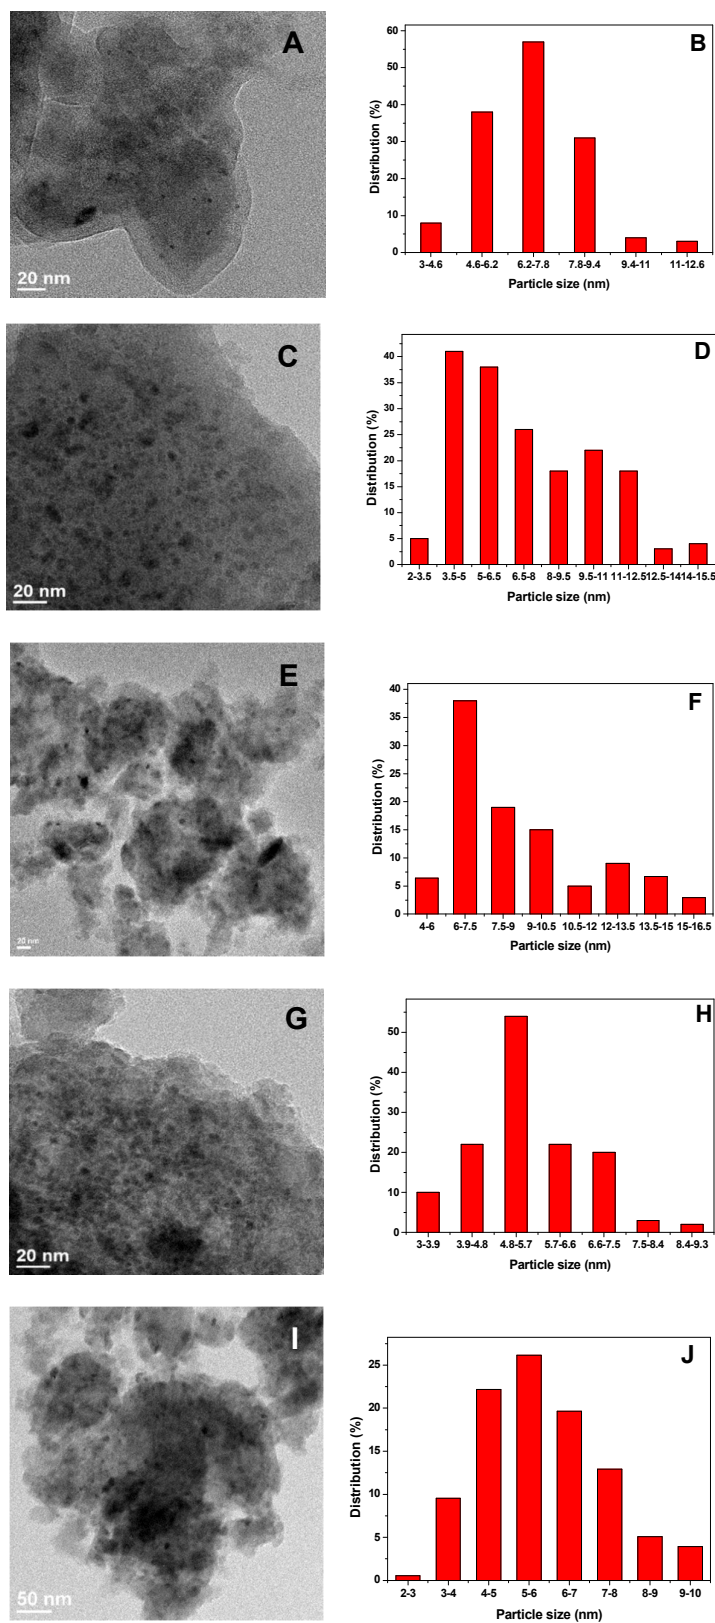 A
20 nm
B
Distribution (%)
60
50
40
30
20
10
0
3-4.6 4.6-6.2 6.2-7.8 7.8-9.4 9.4-11 11-12.6
Particle size (nm)
C
20 nm
D
Distribution (%)
40
35
30
25
20
15
10
5
0
2-3.5 3.5-5 5-6.5 6.5-8 8-9.5 9.5-11 11-12.5 12.5-14 14-15.5
Particle size (nm)
E
20 nm
F
Distribution (%)
40
35
30
25
20
15
10
5
0
4-6 6-7.5 7.5-9 9-10.5 10.5-12 12-13.5 13.5-15 15-16.5
Particle size (nm)
G
20 nm
H
Distribution (%)
50
40
30
20
10
0
3-3.9 3.9-4.8 4.8-5.7 5.7-6.6 6.6-7.5 7.5-8.4 8.4-9.3
Particle size (nm)
I
50 nm
J
Distribution (%)
25
20
15
10
5
0
2-3 3-4 4-5 5-6 6-7 7-8 8-9 9-10
Particle size (nm)